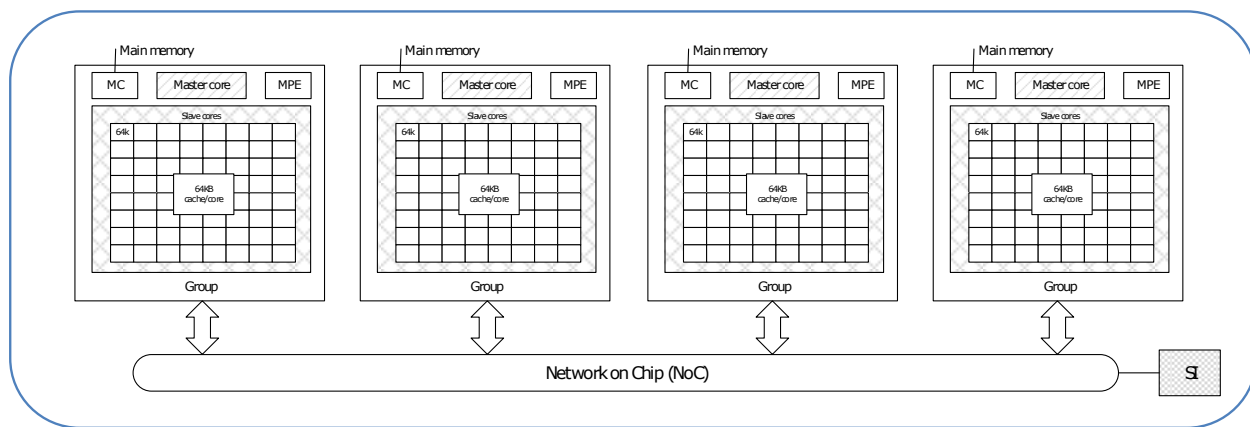 Main memory
MC
Master core
MPE
Slave cores
64k
64KB
cache/core
Group
Main memory
MC
Master core
MPE
Slave cores
64k
64KB
cache/core
Group
Main memory
MC
Master core
MPE
Slave cores
64k
64KB
cache/core
Group
Main memory
MC
Master core
MPE
Slave cores
64k
64KB
cache/core
Group
Network on Chip (NoC)
SI